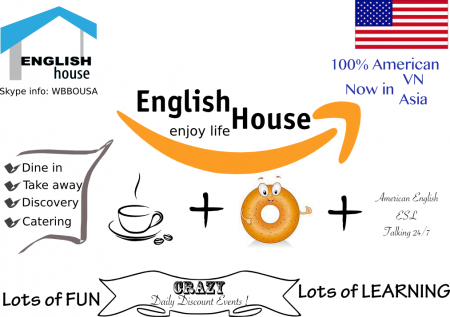 ENGLISH
house
Skype info: WBBOUSA
100% American
VN
Now in
Asia
English
House
enjoy life
Dine in
Take away
Discovery
Catering
+
+
American English
ESL
Talking 24/7
CRAZY
Daily Discount Events !
Lots of FUN
Lots of LEARNING